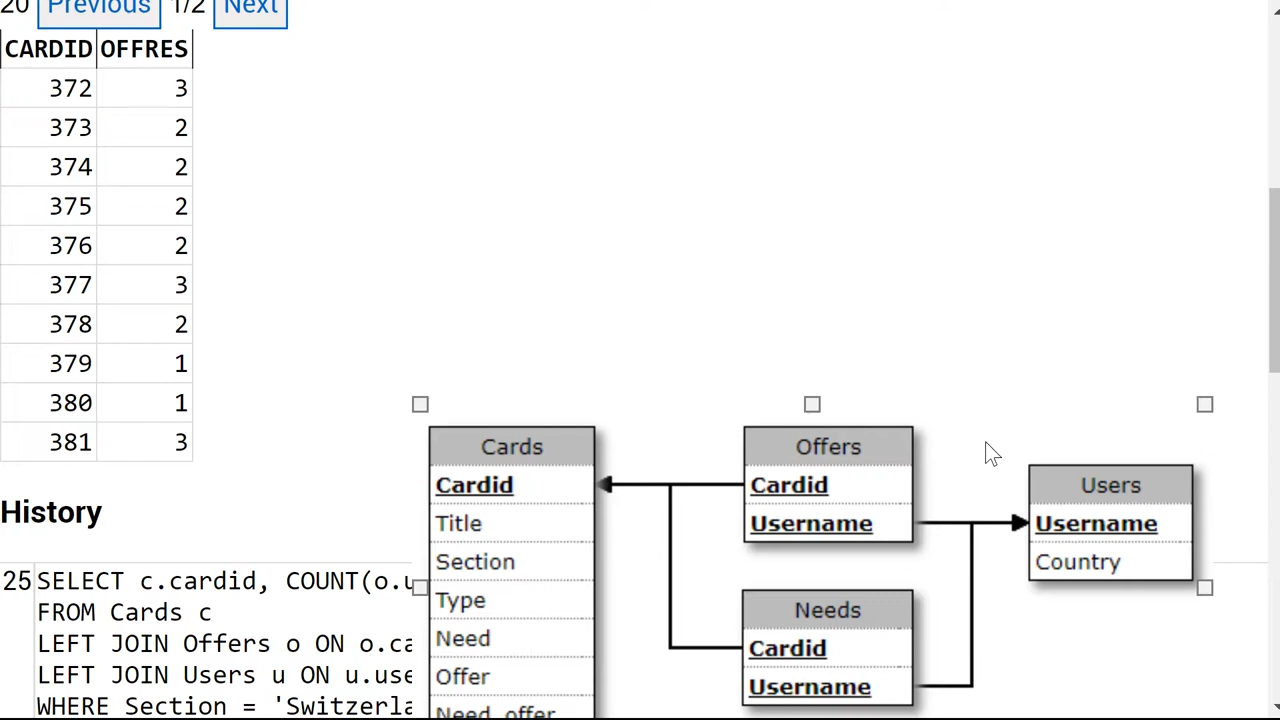 20 Previous 1/2 Next
CARDID OFFRES
372 3
373 2
374 2
375 2
376 2
377 3
378 2
379 1
380 1
381 3
History
25 SELECT c.cardid, COUNT(o.u
FROM Cards c
LEFT JOIN Offers o ON o.ca
LEFT JOIN Users u ON u.use
WHERE Section = 'Switzerla
Cards
Cardid
Title
Section
Type
Need
Offer
Need_offer
Offers
Cardid
Username
Needs
Cardid
Username
Users
Username
Country